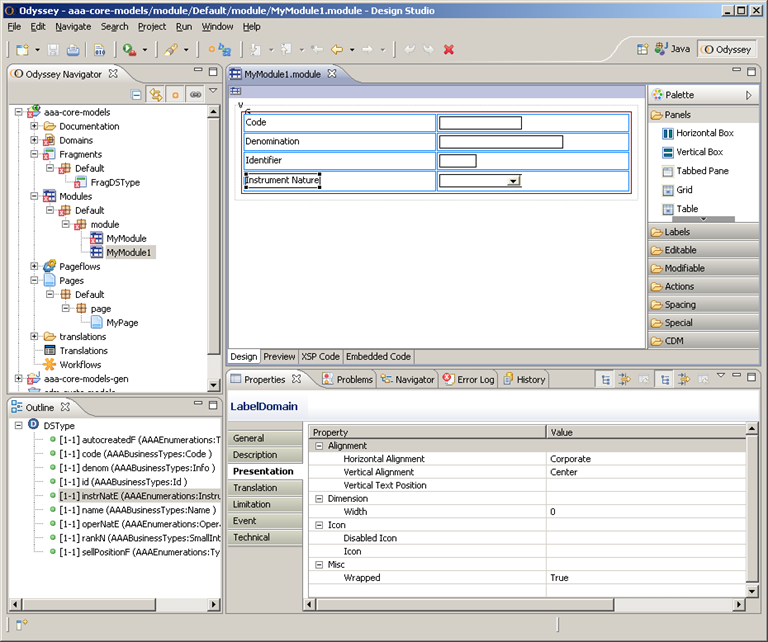 Odyssey - aaa-core-models/module/Default/module/MyModule1.module - Design Studio
File Edit Navigate Search Project Run Window Help
Java Odyssey
Odyssey Navigator
aaa-core-models
Documentation
Domains
Fragments
Default
FragDSType
Modules
Default
module
MyModule
MyModule1
Pageflows
Pages
Default
page
MyPage
translations
Translations
Workflows
aaa-core-models-gen
MyModule1.module
V
G
Code
Denomination
Identifier
Instrument Nature
Design Preview XSP Code Embedded Code
Palette
Panels
Horizontal Box
Vertical Box
Tabbed Pane
Grid
Table
Labels
Editable
Modifiable
Actions
Spacing
Special
CDM
Outline
DSType
[1-1] autocreatedF (AAAEnumerations:T
[1-1] code (AAABusinessTypes:Code )
[1-1] denom (AAABusinessTypes:Info )
[1-1] id (AAABusinessTypes:Id )
[1-1] instrNatE (AAAEnumerations:Instru
[1-1] name (AAABusinessTypes:Name )
[1-1] operNatE (AAAEnumerations:Oper
[1-1] rankN (AAABusinessTypes:SmallInt
[1-1] sellPositionF (AAAEnumerations:Ty
Properties Problems Navigator Error Log History
LabelDomain
General
Description
Presentation
Translation
Limitation
Event
Technical
Property Value
Alignment
Horizontal Alignment Corporate
Vertical Alignment Center
Vertical Text Position
Dimension
Width 0
Icon
Disabled Icon
Icon
Misc
Wrapped True